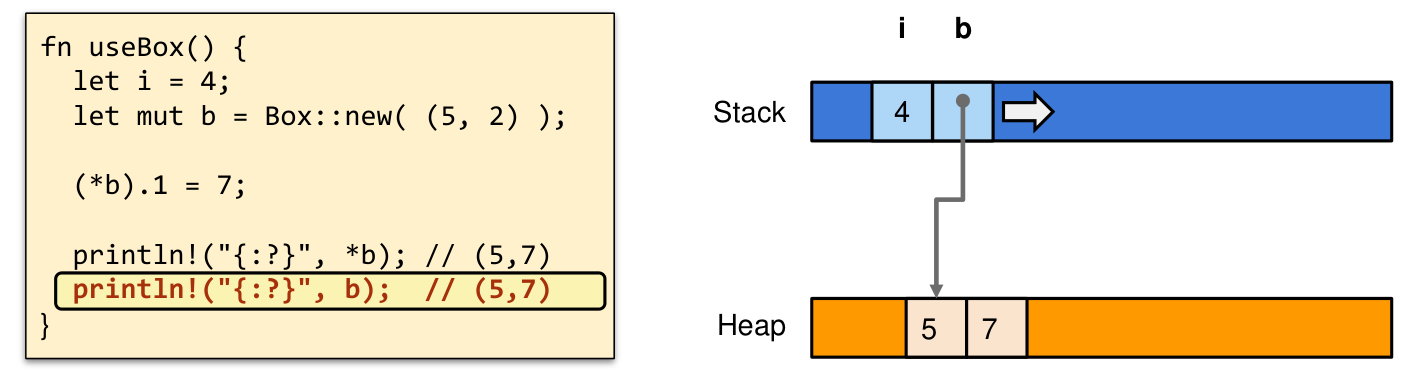 fn useBox() {
let i = 4;
let mut b = Box::new( (5, 2) );
(*b).1 = 7;
println!("{:?}", *b); // (5,7)
println!("{:?}", b);  // (5,7)
}
i b
Stack 4
Heap 5 7